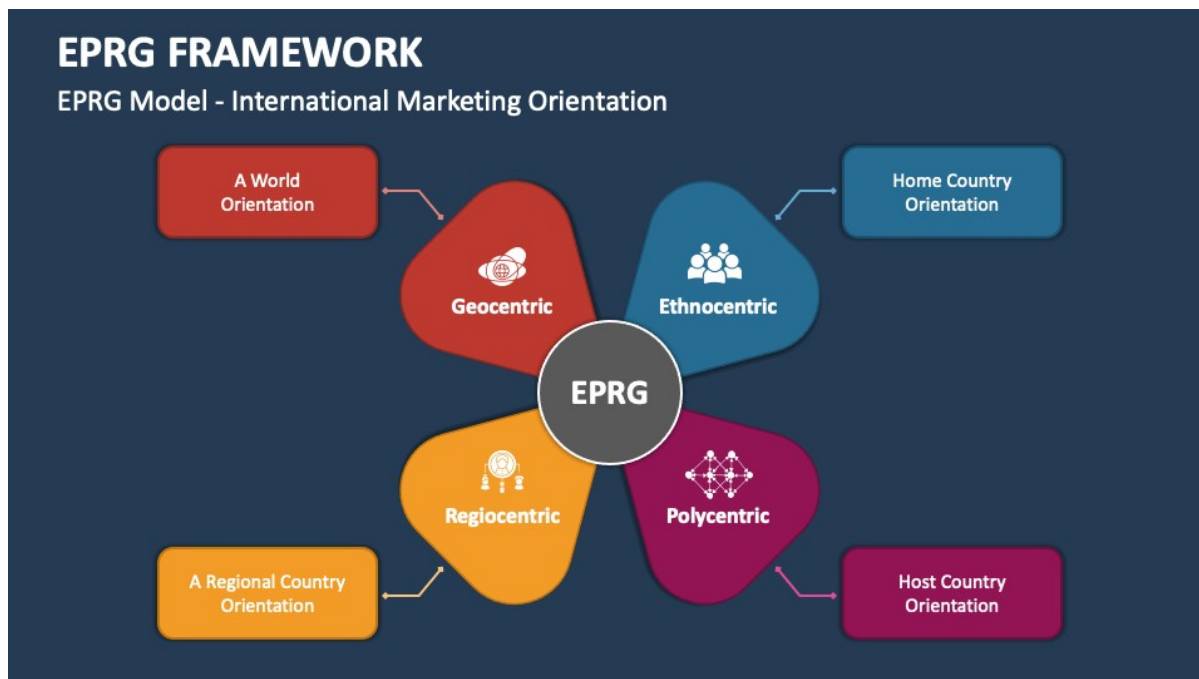 EPRG FRAMEWORK
EPRG Model - International Marketing Orientation
A World
Orientation
Home Country
Orientation
Geocentric
Ethnocentric
EPRG
Regiocentric
Polycentric
A Regional Country
Orientation
Host Country
Orientation